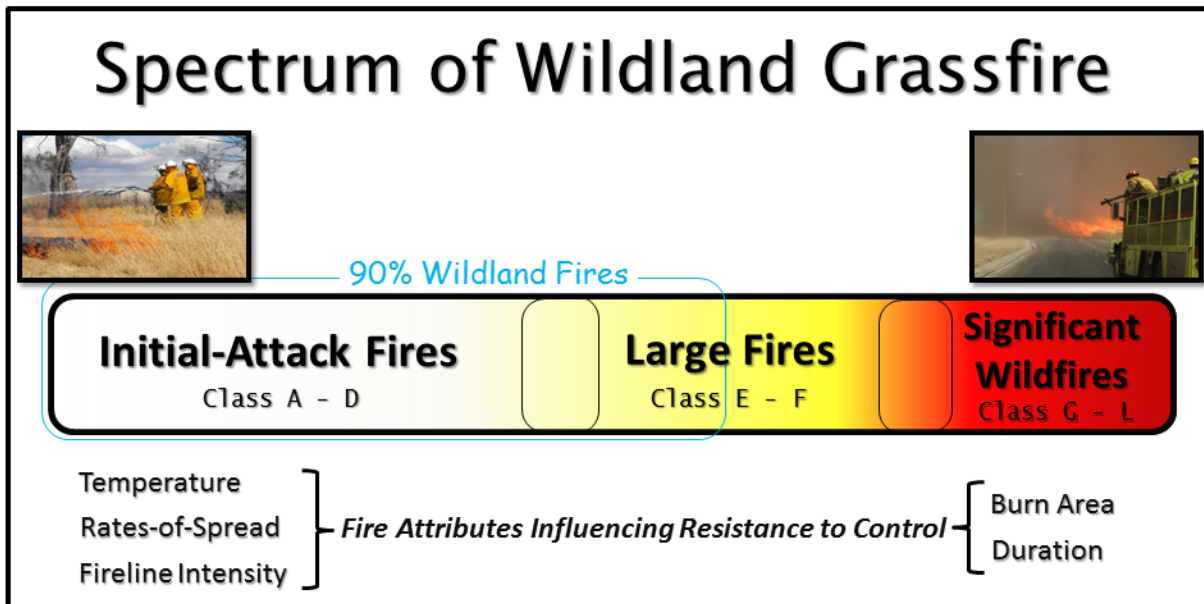 Spectrum of Wildland Grassfire
90% Wildland Fires
Initial-Attack Fires
Class A - D
Large Fires
Class E - F
Significant
Wildfires
Class G - L
Temperature
Rates-of-Spread
Fireline Intensity
Fire Attributes Influencing Resistance to Control
Burn Area
Duration